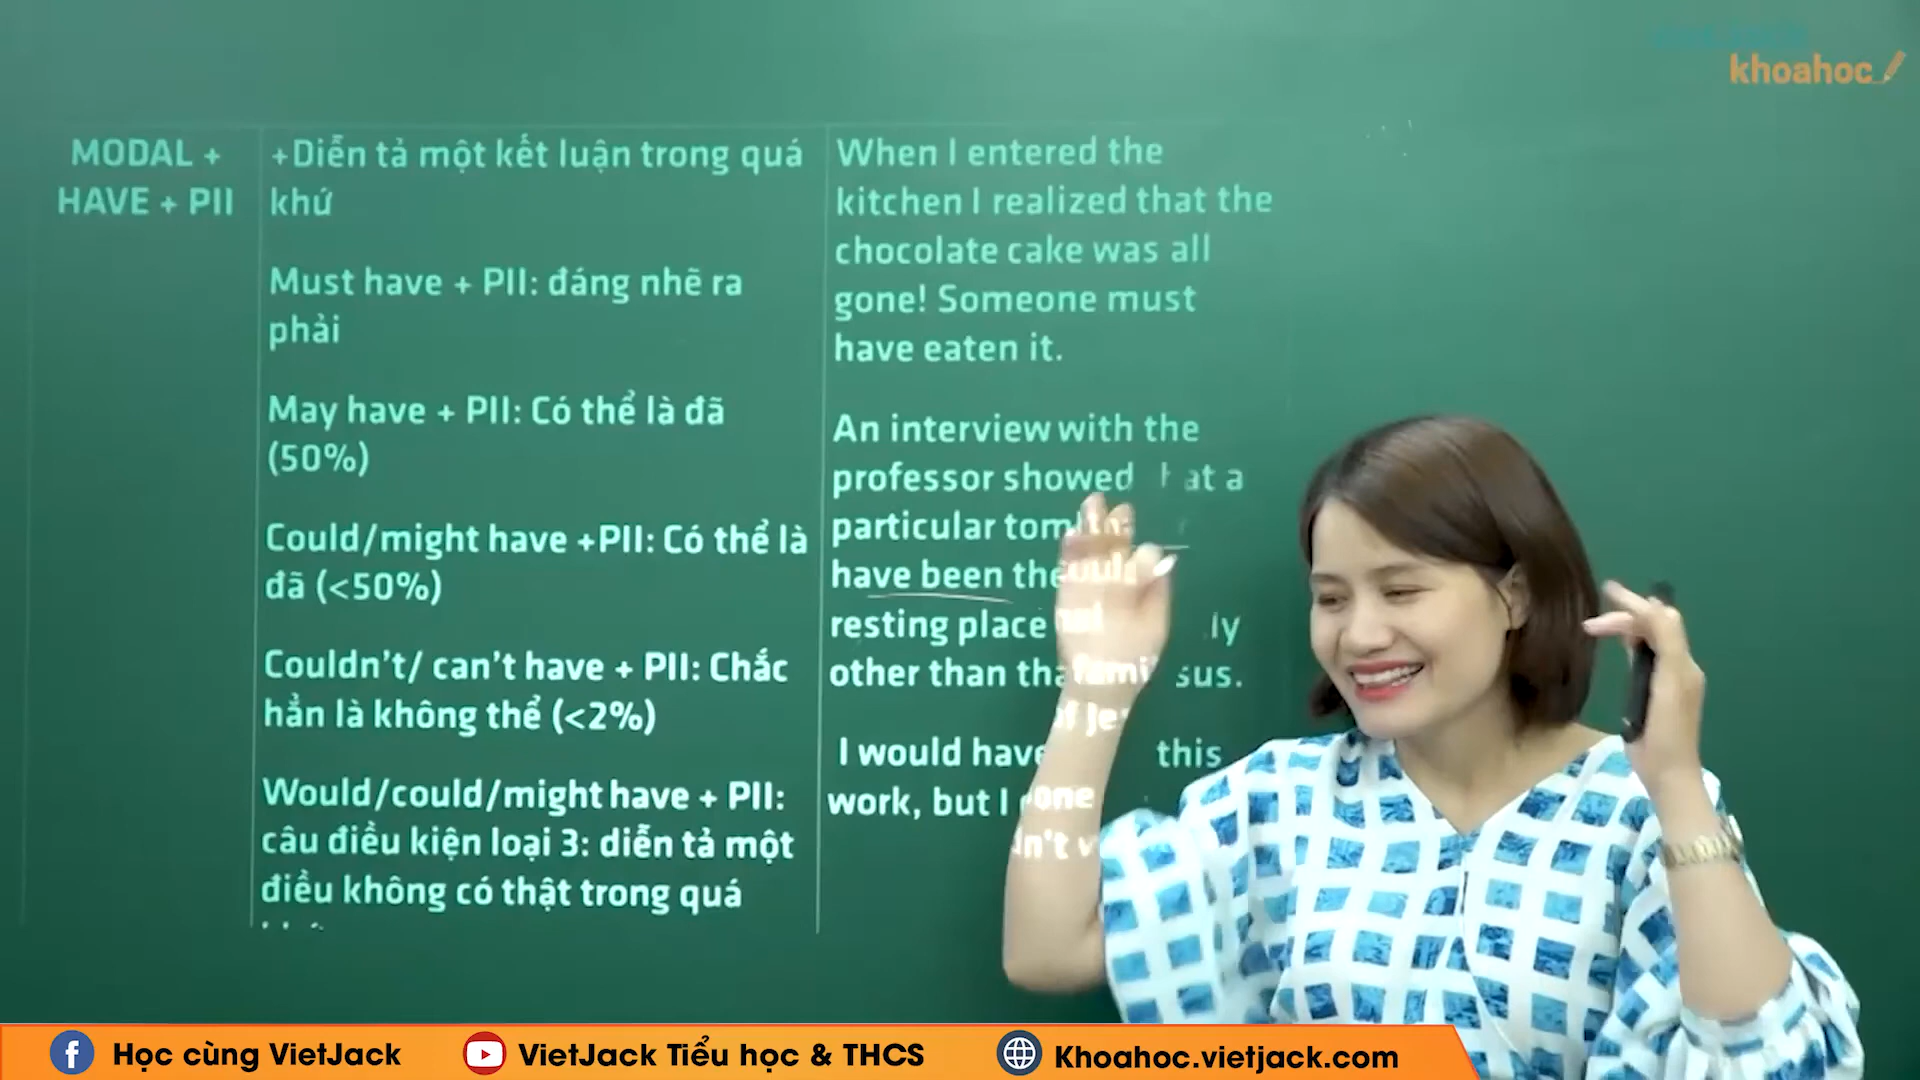 khoahoc
MODAL +
HAVE + PII
+Diễn tả một kết luận trong quá
khứ
Must have + PII: đáng nhẽ ra
phải
May have + PII: Có thể là đã
(50%)
Could/might have +PII: Có thể là
đã (<50%)
Couldn't/ can't have + PII: Chắc
hẳn là không thể (<2%)
Would/could/might have + PII:
câu điều kiện loại 3: diễn tả một
điều không có thật trong quá
When I entered the
kitchen I realized that the
chocolate cake was all
gone! Someone must
have eaten it.
An interview with the
professor showed that a
particular
have been
resting place
other than
I would have this
work, but I
Học cùng VietJack
VietJack Tiểu học & THCS
Khoahoc.vietjack.com